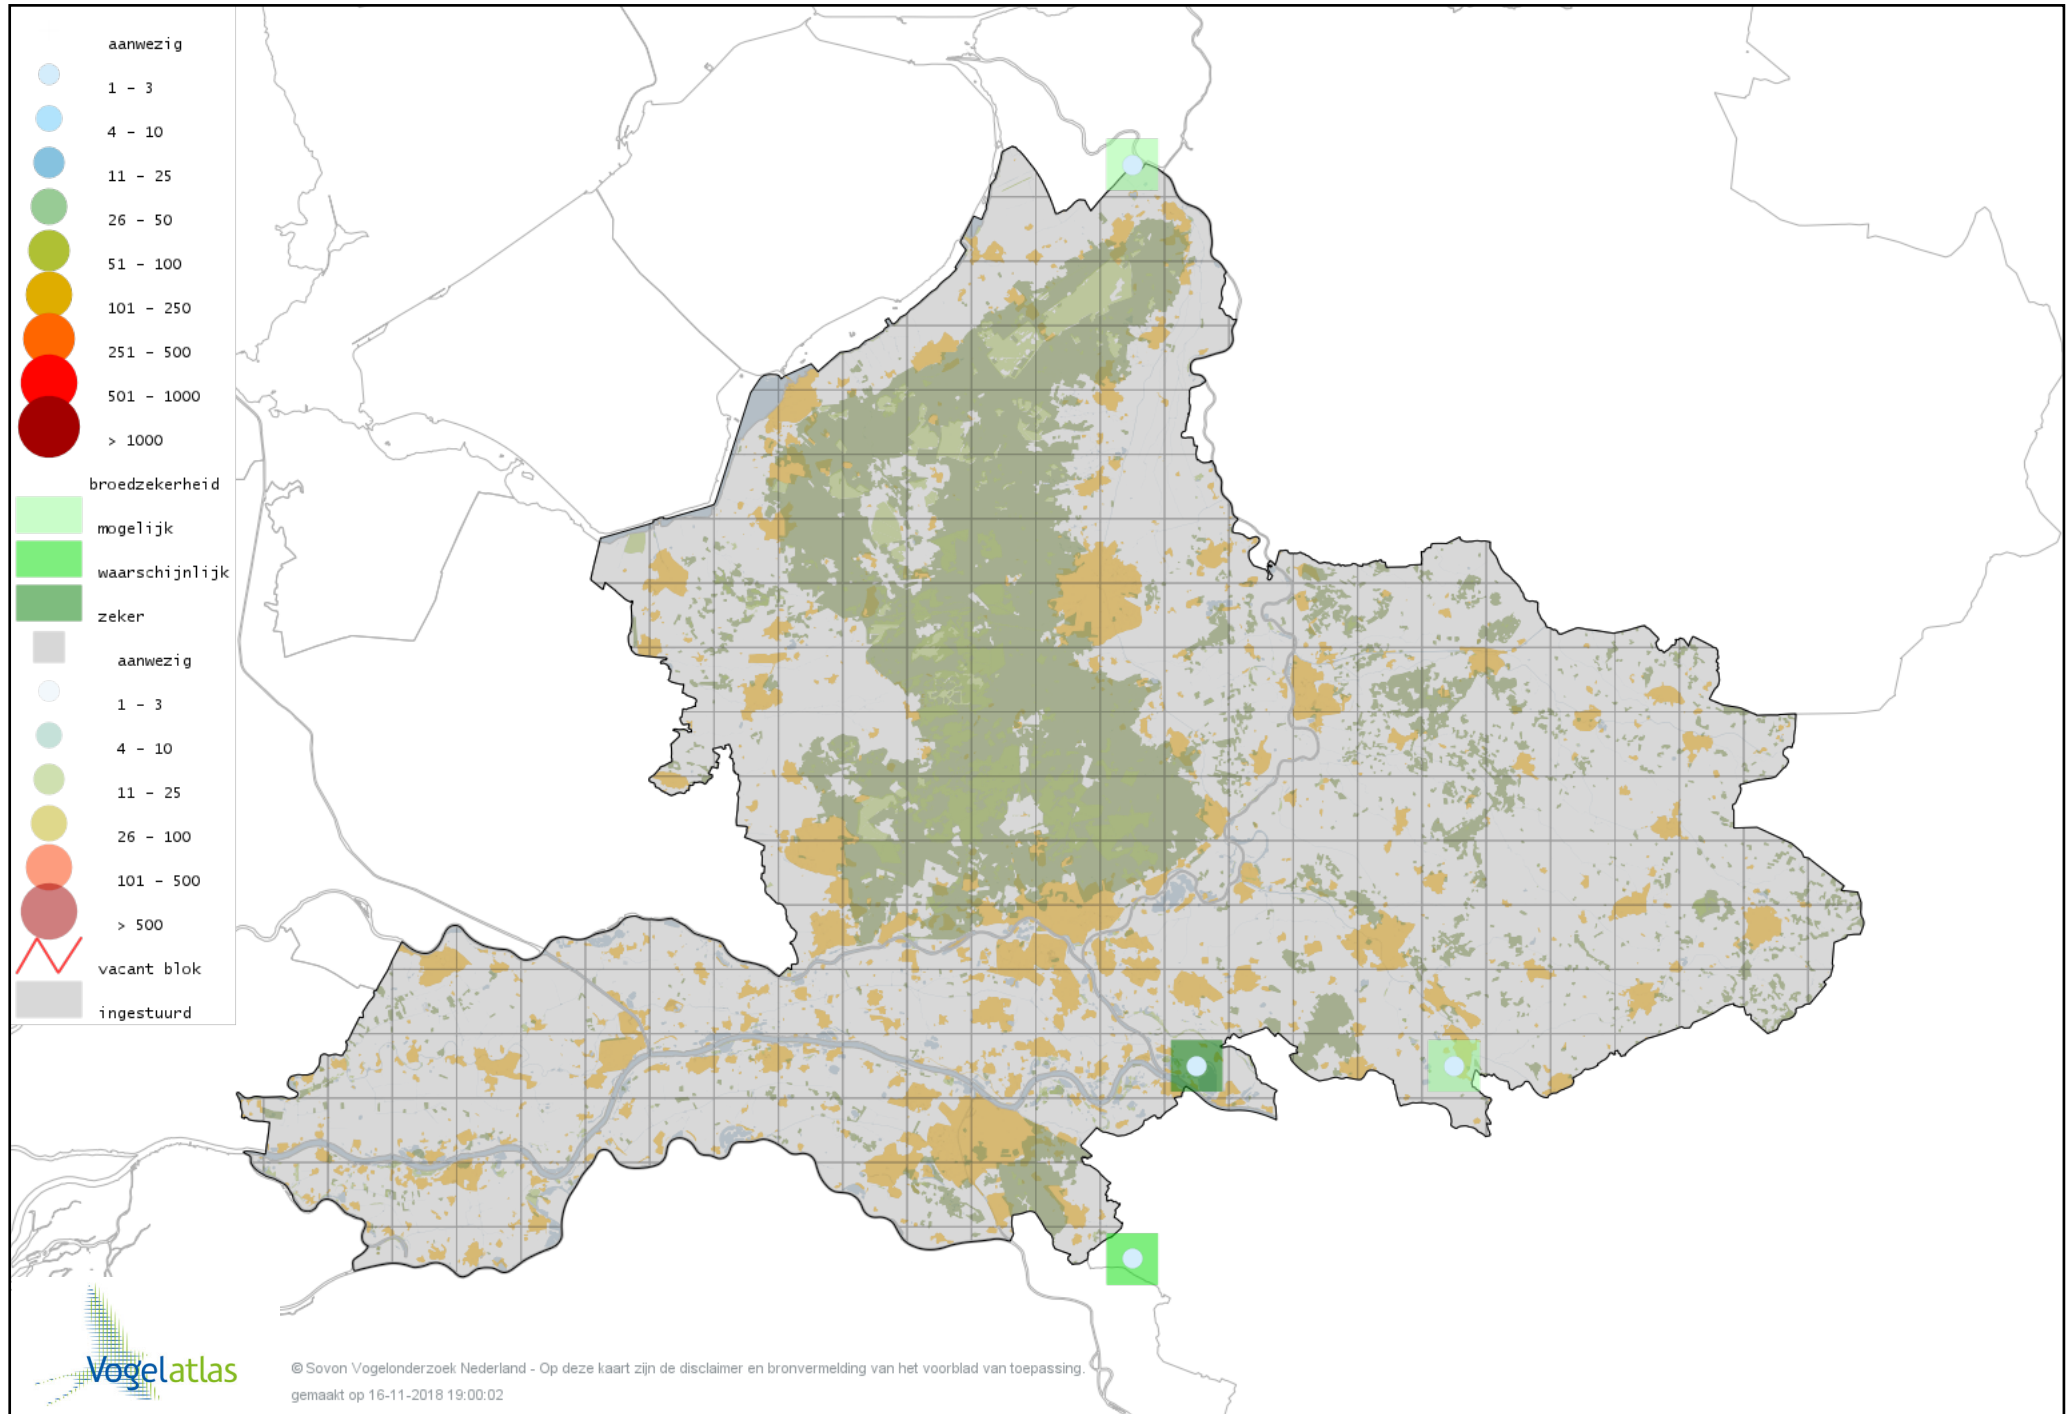 aanwezig
1 - 3
4 - 10
11 - 25
26 - 50
51 - 100
101 - 250
251 - 500
501 - 1000
> 1000
broedzekerheid
mogelijk
waarschijnlijk
zeker
aanwezig
1 - 3
4 - 10
11 - 25
26 - 100
101 - 500
> 500
vacant blok
ingestuurd
Vogelatlas
© Sovon Vogelonderzoek Nederland - Op deze kaart zijn de disclaimer en bronvermelding van het voorblad van toepassing.
gemaakt op 16-11-2018 19:00:02